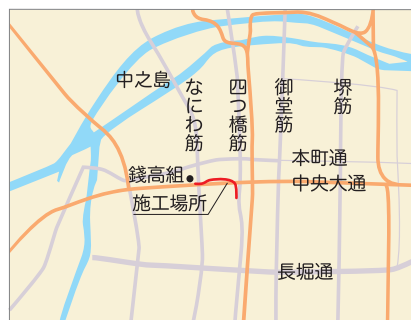 中之島
なにわ筋
四つ橋筋
御堂筋
堺筋
本町通
錢高組
中央大通
施工場所
長堀通